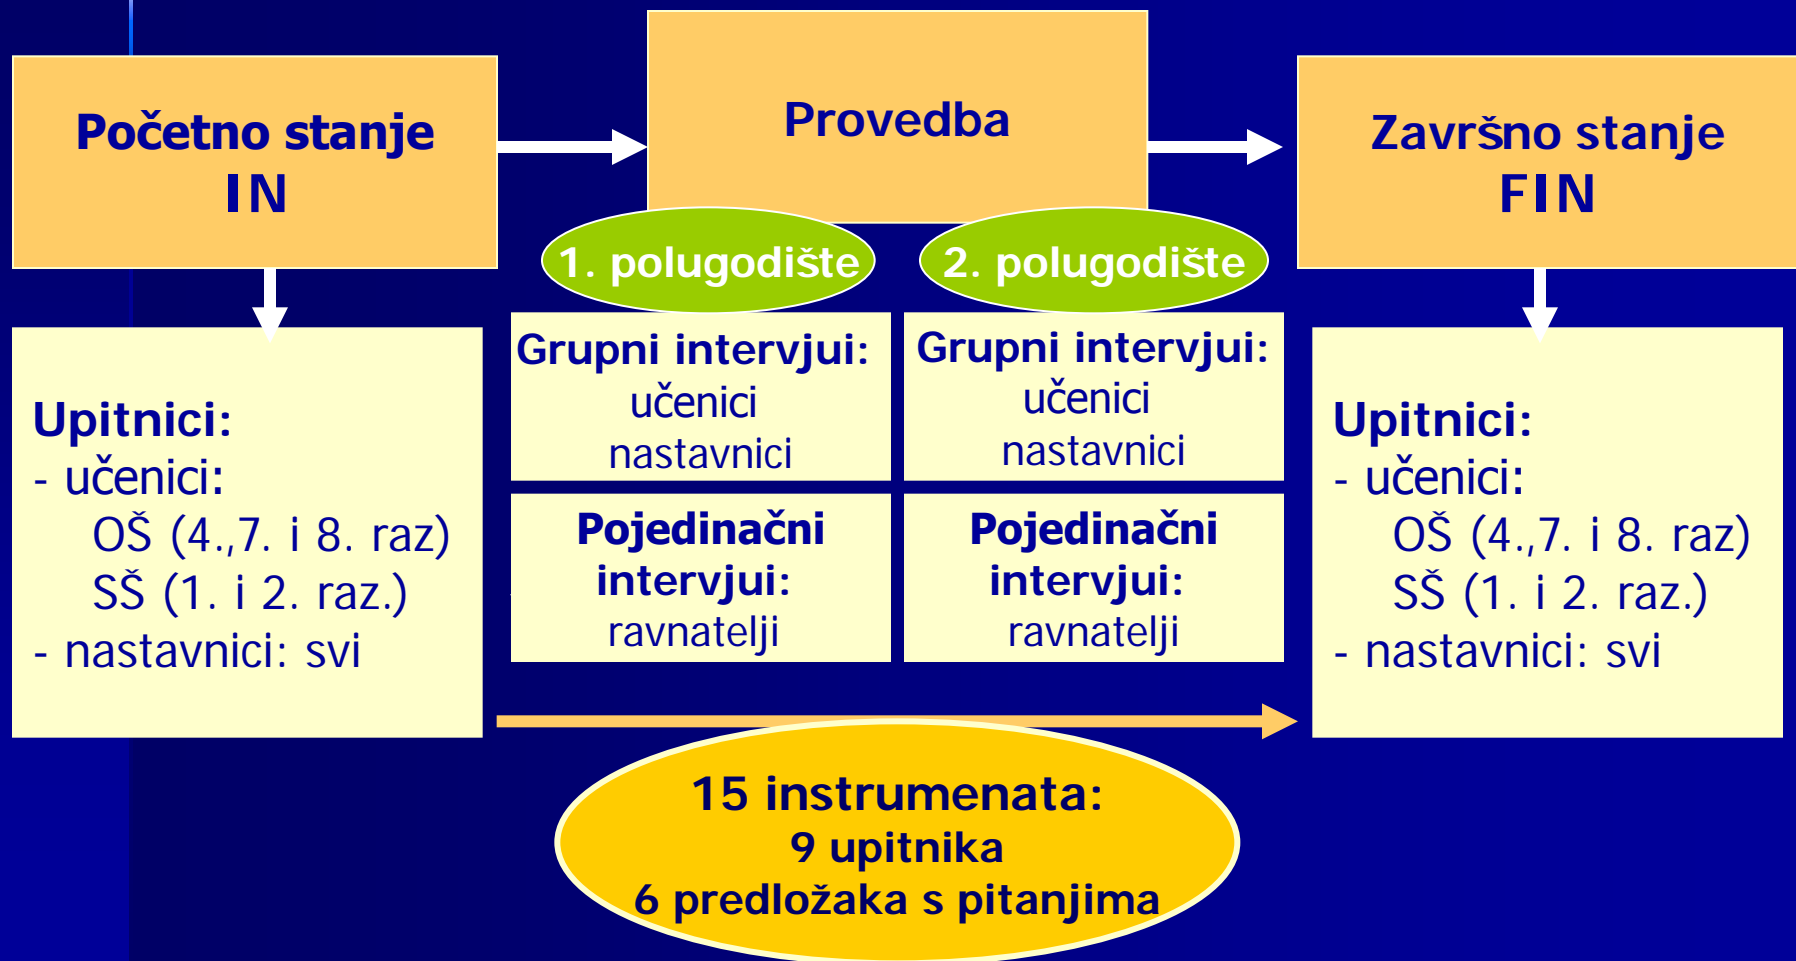 Početno stanje
IN
Provedba
Završno stanje
FIN
1. polugodište
2. polugodište
Upitnici:
- učenici:
OŠ (4.,7. i 8. raz)
SŠ (1. i 2. raz.)
- nastavnici: svi
Grupni intervjui:
učenici
nastavnici
Pojedinačni
intervjui:
ravnatelji
Grupni intervjui:
učenici
nastavnici
Pojedinačni
intervjui:
ravnatelji
Upitnici:
- učenici:
OŠ (4.,7. i 8. raz)
SŠ (1. i 2. raz.)
- nastavnici: svi
15 instrumenata:
9 upitnika
6 predložaka s pitanjima